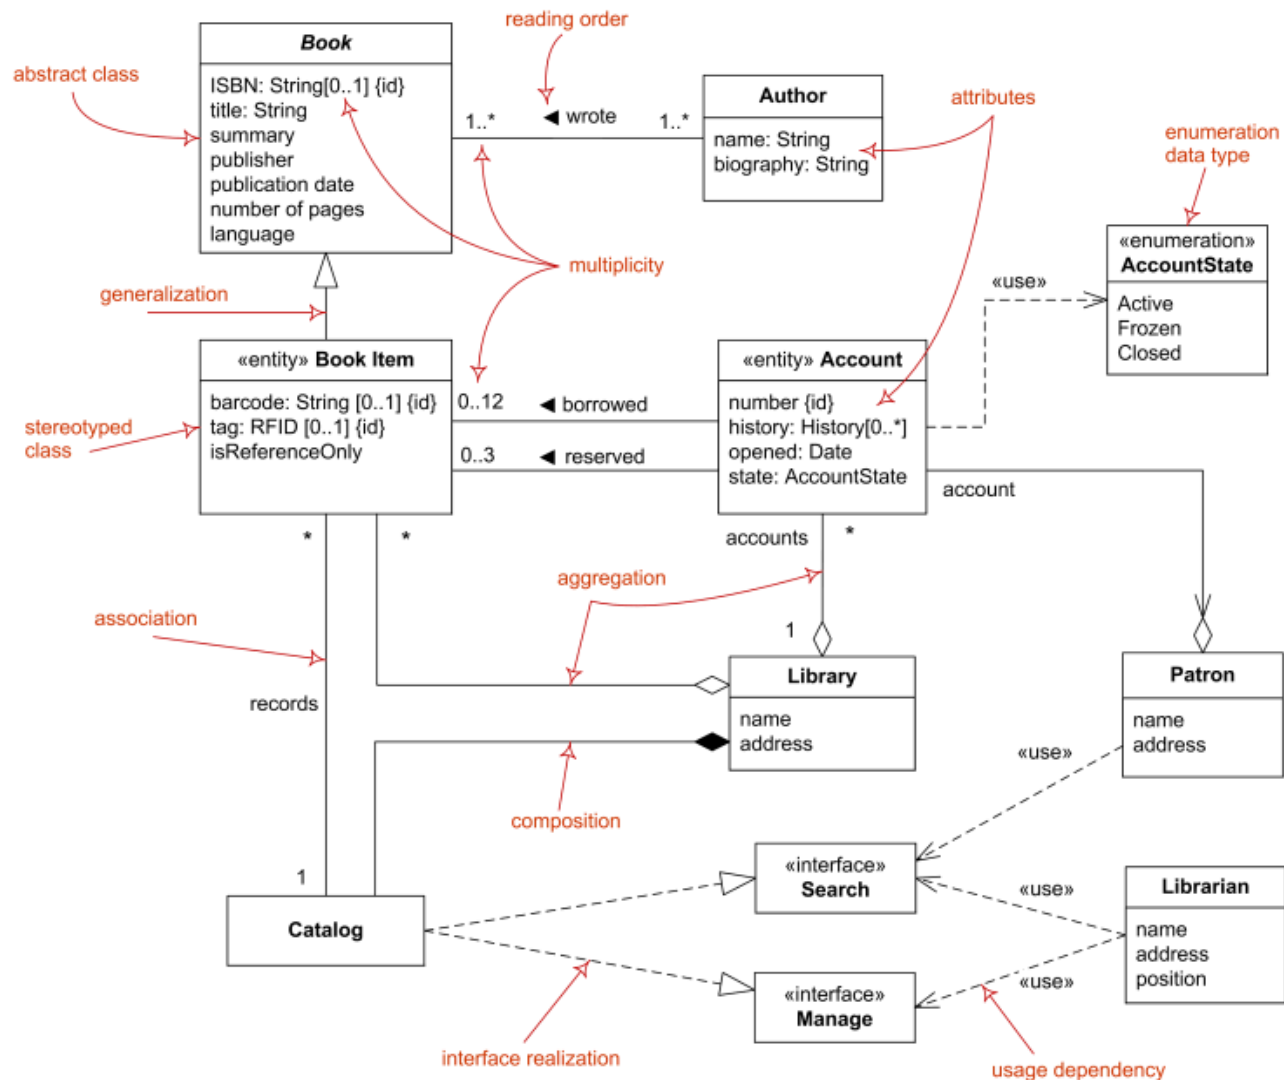 reading order
Book
abstract class
ISBN: String[0..1] {id}
title: String
summary
publisher
publication date
number of pages
language
1..*
◀ wrote
1..*
Author
name: String
biography: String
attributes
enumeration
data type
multiplicity
generalization
«enumeration»
AccountState
Active
Frozen
Closed
«use»
«entity» Book Item
barcode: String [0..1] {id}
tag: RFID [0..1] {id}
isReferenceOnly
stereotyped
class
0..12
◀ borrowed
0..3
◀ reserved
«entity» Account
number {id}
history: History[0..*]
opened: Date
state: AccountState
account
*
*
accounts
*
aggregation
association
1
records
Library
name
address
Patron
name
address
«use»
composition
1
Catalog
«interface»
Search
«use»
Librarian
name
address
position
«interface»
Manage
«use»
interface realization
usage dependency